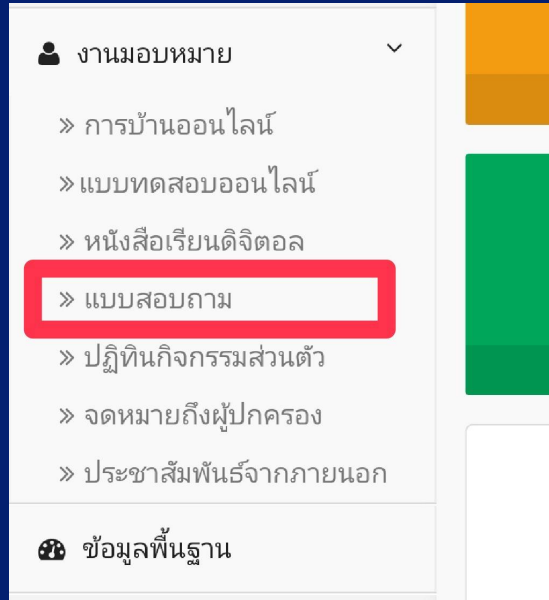 งานมอบหมาย
» การบ้านออนไลน์
» แบบทดสอบออนไลน์
» หนังสือเรียนดิจิตอล
» แบบสอบถาม
» ปฏิทินกิจกรรมส่วนตัว
» จดหมายถึงผู้ปกครอง
» ประชาสัมพันธ์จากภายนอก
ข้อมูลพื้นฐาน